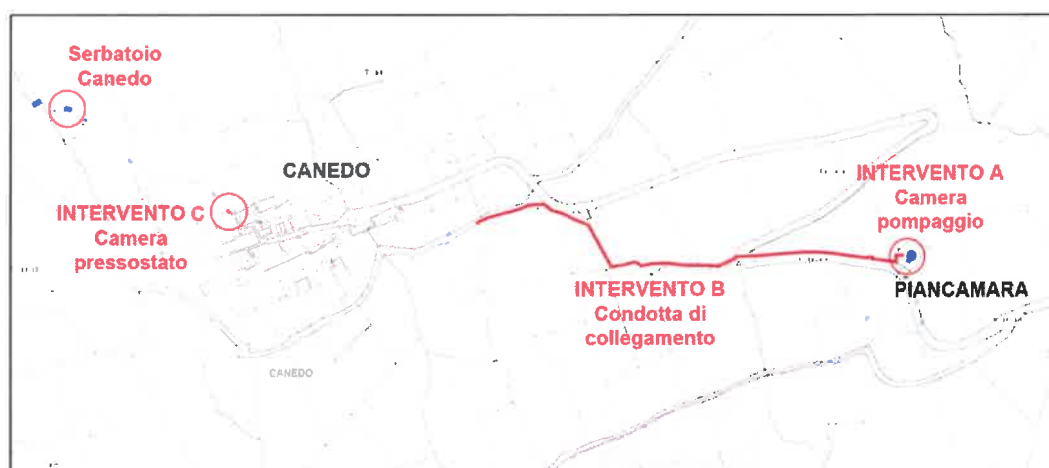 Serbatoio
Canedo
CANEDO
INTERVENTO C
Camera
pressostato
INTERVENTO A
Camera
pompaggio
PIANCAMARA
INTERVENTO B
Condotta di
collegamento
CANEDO